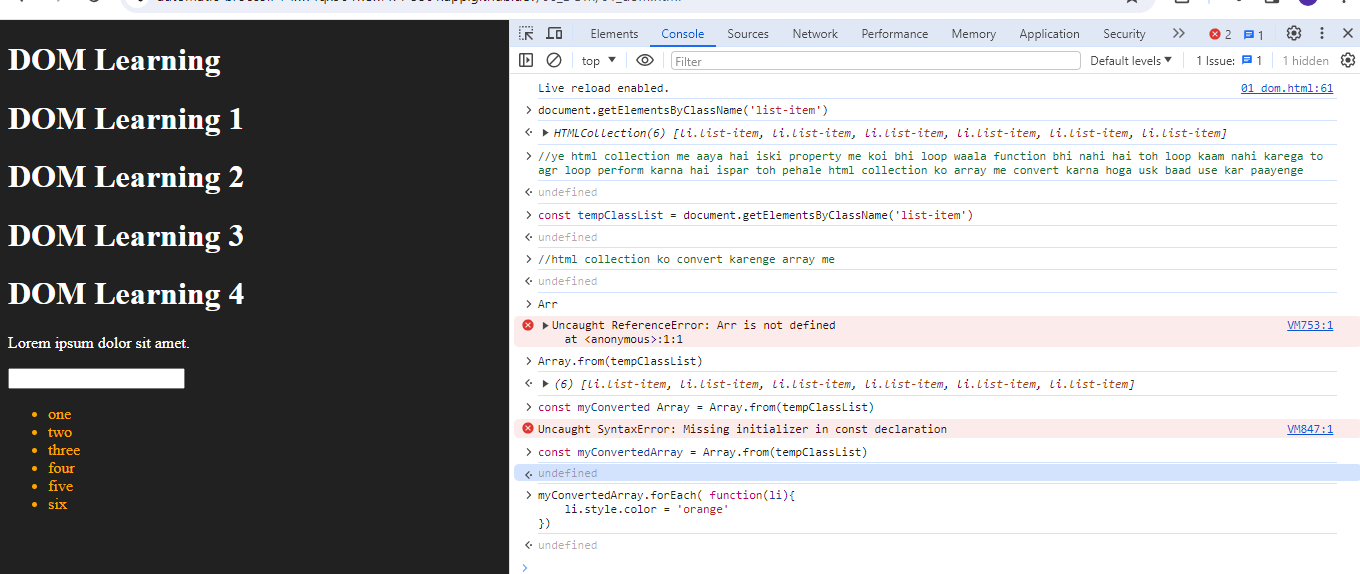 DOM Learning
DOM Learning 1
DOM Learning 2
DOM Learning 3
DOM Learning 4
Lorem ipsum dolor sit amet.
one
two
three
four
five
six
Elements Console Sources Network Performance Memory Application Security 2 1
top Filter Default levels 1 Issue: 1 1 hidden
Live reload enabled. 01_dom.html:61
document.getElementsByClassName('list-item')
HTMLCollection(6) [li.list-item, li.list-item, li.list-item, li.list-item, li.list-item, li.list-item]
//ye html collection me aaya hai iski property me koi bhi loop waala function bhi nahi hai toh loop kaam nahi karega to
agr loop perform karna hai ispar toh pehale html collection ko array me convert karna hoga usk baad use kar paayenge
undefined
const tempClassList = document.getElementsByClassName('list-item')
undefined
//html collection ko convert karenge array me
undefined
Arr
Uncaught ReferenceError: Arr is not defined VM753:1
at <anonymous>:1:1
Array.from(tempClassList)
(6) [li.list-item, li.list-item, li.list-item, li.list-item, li.list-item, li.list-item]
const myConverted Array = Array.from(tempClassList)
Uncaught SyntaxError: Missing initializer in const declaration VM847:1
const myConvertedArray = Array.from(tempClassList)
undefined
myConvertedArray.forEach( function(li){
li.style.color = 'orange'
})
undefined